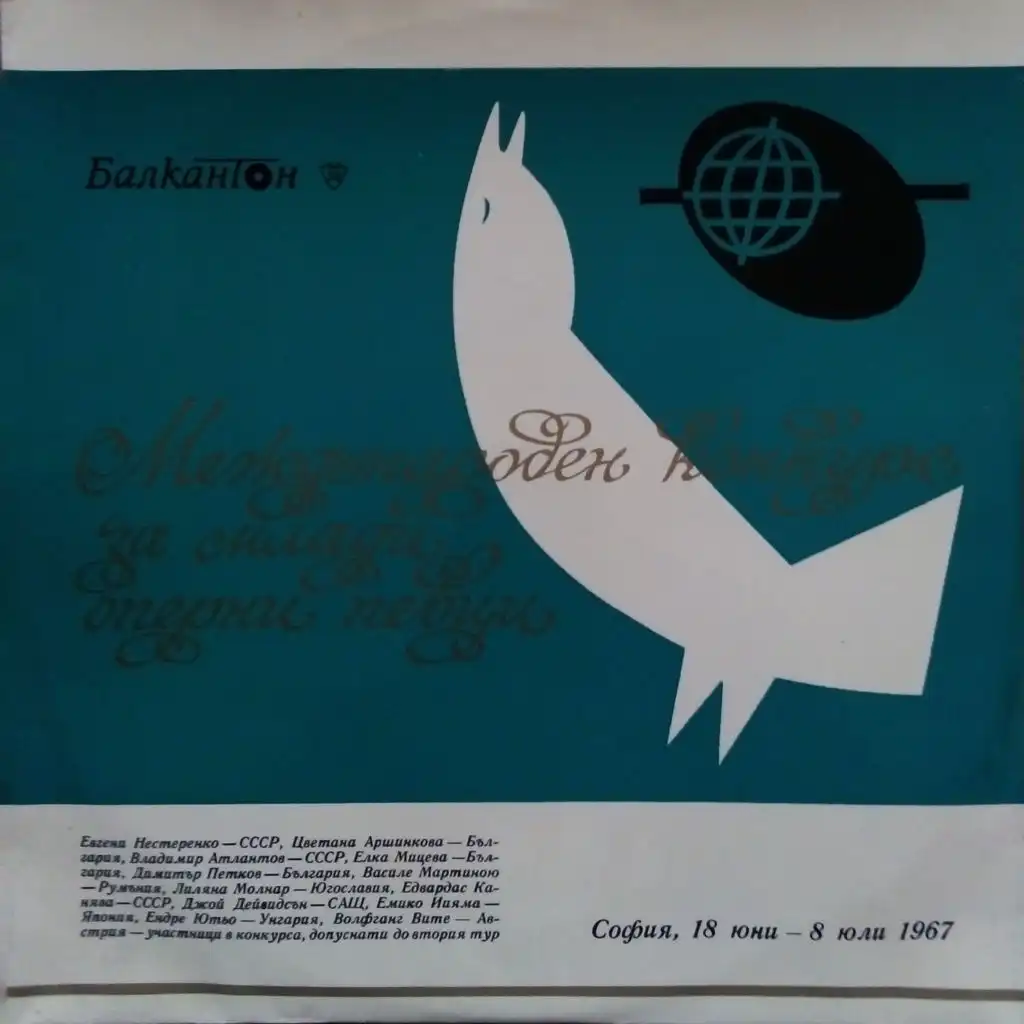 Балкантон
Международен конкурс
за млади
оперни певци
Евгени Нестеренко — СССР, Цветана Аршинкова — Бъл-
гария, Владимир Атлантов — СССР, Елка Мицева — Бъл-
гария, Димитър Петков — България, Василе Мартиною
— Румъния, Лиляна Молнар — Югославия, Едвардас Ка-
нява — СССР, Джой Дейвидсън — САЩ, Емико Иияма —
Япония, Ендре Ютьо — Унгария, Волфганг Вите — Ав-
стрия — участници в конкурса, допуснати до втория тур
София, 18 юни — 8 юли 1967